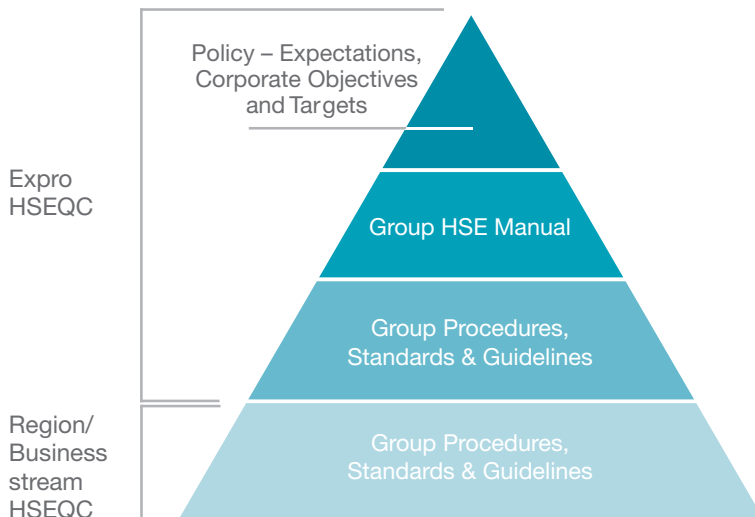 Policy – Expectations,
Corporate Objectives
and Targets
Expro
HSEQC
Group HSE Manual
Group Procedures,
Standards & Guidelines
Region/
Business
stream
HSEQC
Group Procedures,
Standards & Guidelines